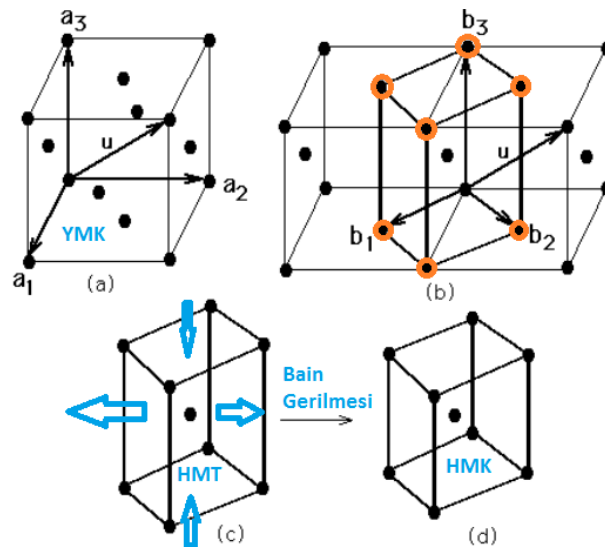 a3
u
a2
YMK
a1
(a)
b3
u
b1
b2
(b)
HMT
(c)
Bain
Gerilmesi
HMK
(d)